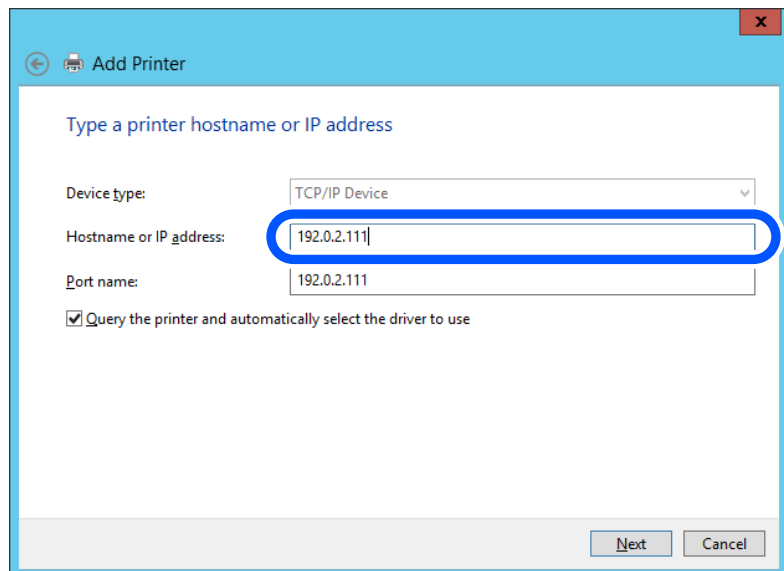 x
Add Printer
Type a printer hostname or IP address
Device type: TCP/IP Device
Hostname or IP address: 192.0.2.111
Port name: 192.0.2.111
Query the printer and automatically select the driver to use
Next Cancel